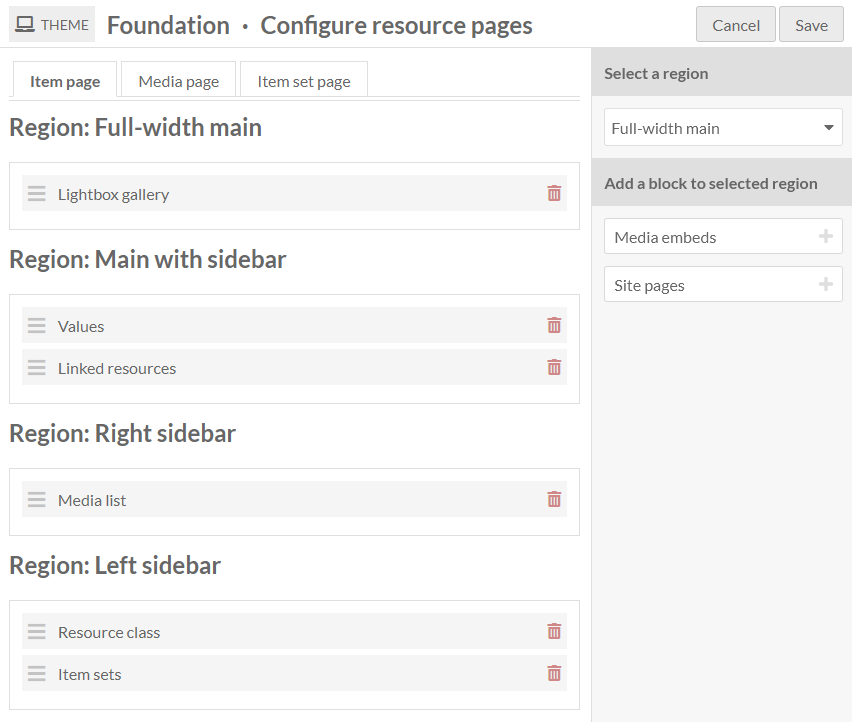 THEME Foundation · Configure resource pages Cancel Save
Item page Media page Item set page
Region: Full-width main
Lightbox gallery
Region: Main with sidebar
Values
Linked resources
Region: Right sidebar
Media list
Region: Left sidebar
Resource class
Item sets
Select a region
Full-width main
Add a block to selected region
Media embeds
Site pages